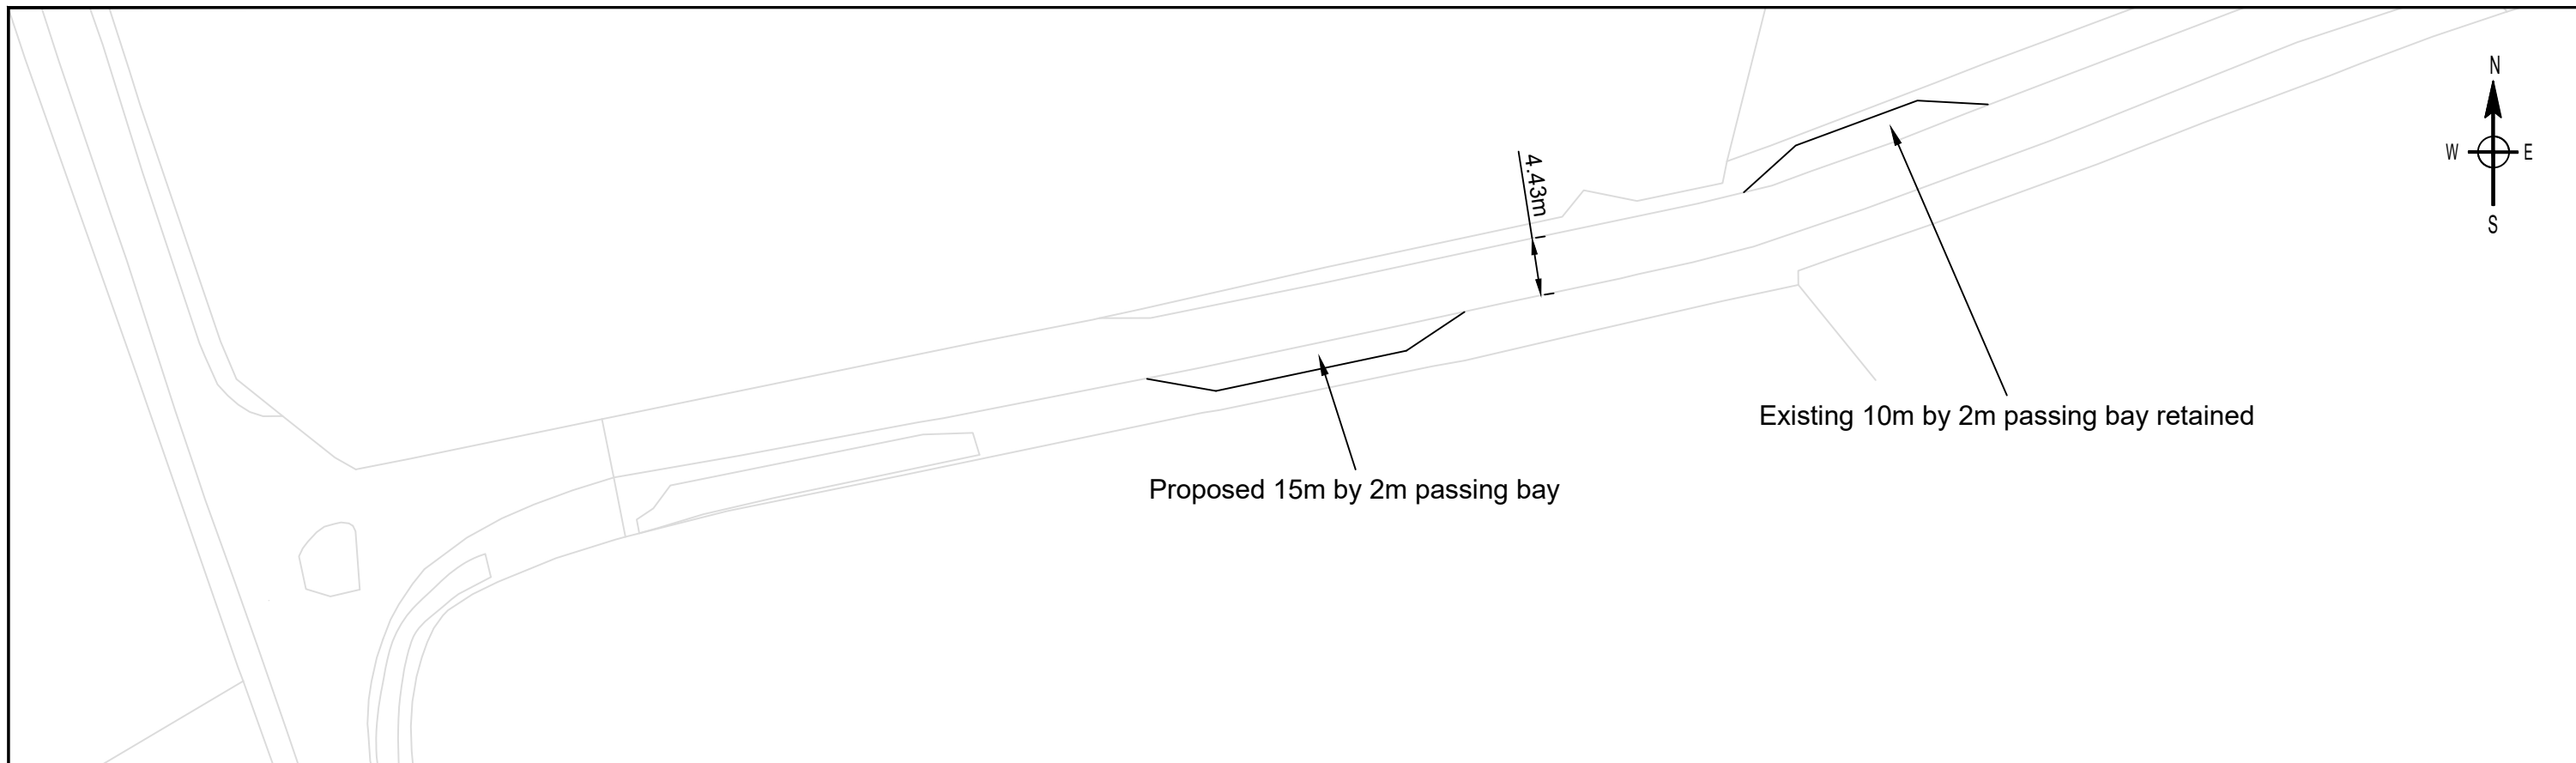 N
W E
S
4.43m
Existing 10m by 2m passing bay retained
Proposed 15m by 2m passing bay